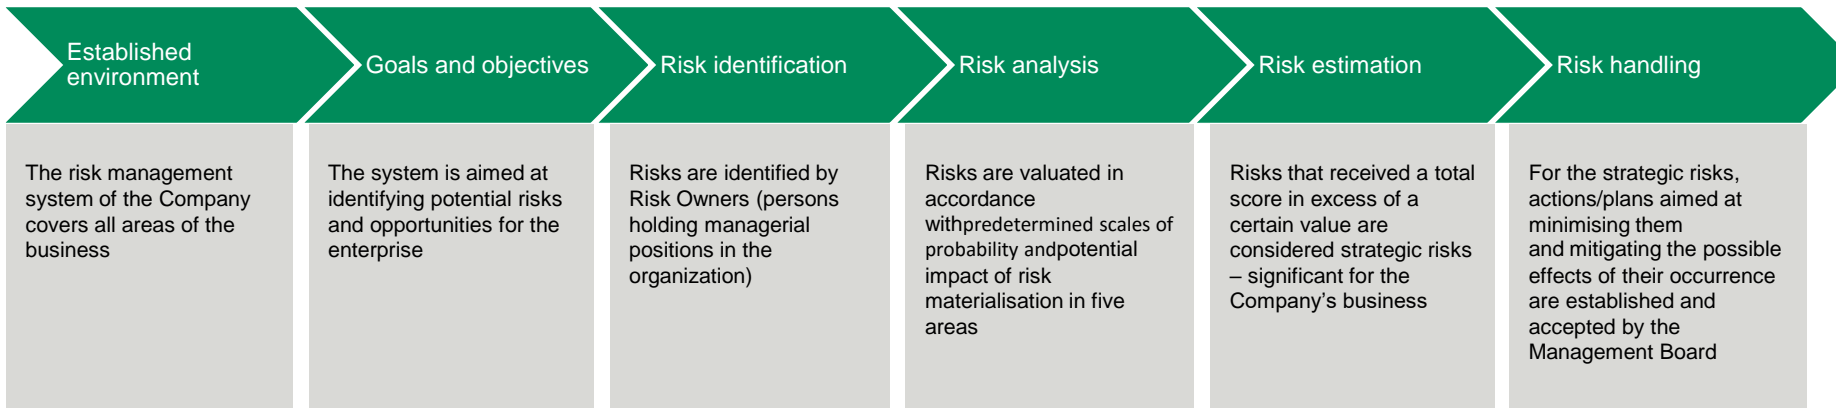 Established
environment
Goals and objectives
Risk identification
Risk analysis
Risk estimation
Risk handling
The risk management
system of the Company
covers all areas of the
business
The system is aimed at
identifying potential risks
and opportunities for the
enterprise
Risks are identified by
Risk Owners (persons
holding managerial
positions in the
organization)
Risks are valuated in
accordance
withpredetermined scales of
probability andpotential
impact of risk
materialisation in five
areas
Risks that received a total
score in excess of a
certain value are
considered strategic risks
– significant for the
Company’s business
For the strategic risks,
actions/plans aimed at
minimising them
and mitigating the possible
effects of their occurrence
are established and
accepted by the
Management Board